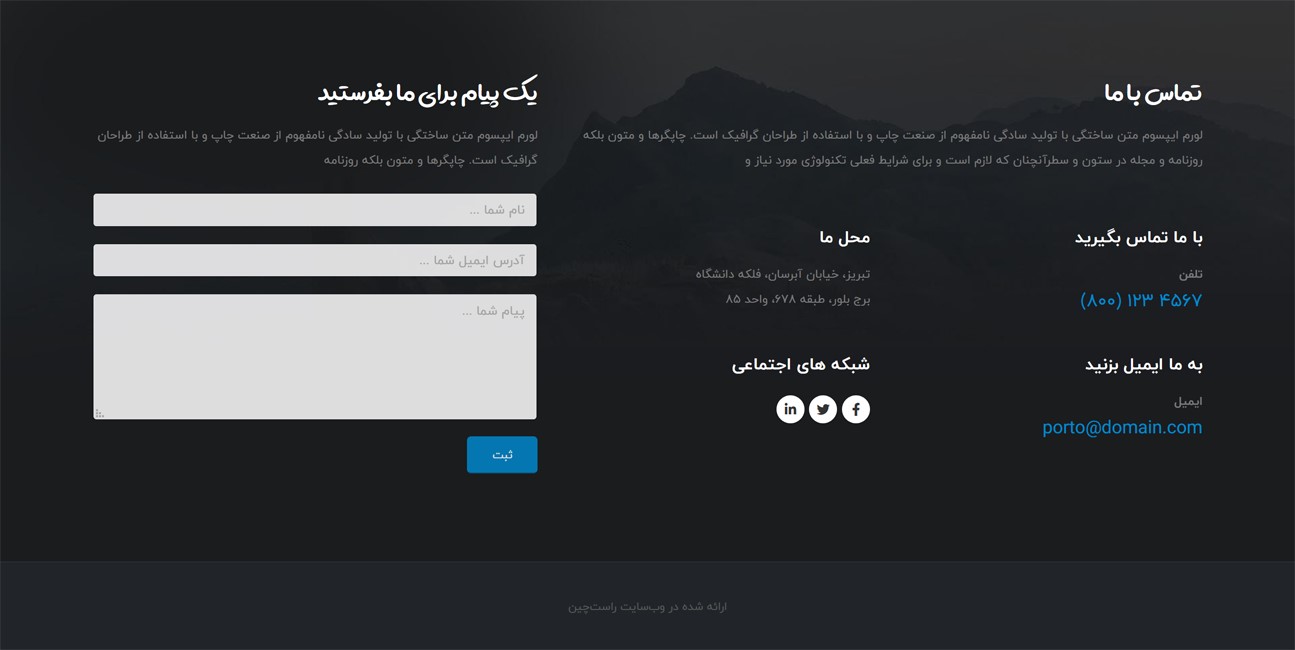 تماس با ما
لورم ایپسوم متن ساختگی با تولید سادگی نامفهوم از صنعت چاپ و با استفاده از طراحان گرافیک است. چاپگرها و متون بلکه
روزنامه و مجله در ستون و سطرآنچنان که لازم است و برای شرایط فعلی تکنولوژی مورد نیاز و
با ما تماس بگیرید
تلفن
(۸۰۰) ۱۲۳ ۴۵۶۷
محل ما
تبریز، خیابان آبرسان، فلکه دانشگاه
برج بلور، طبقه ۶۷۸، واحد ۸۵
به ما ایمیل بزنید
ایمیل
porto@domain.com
شبکه های اجتماعی
یک پیام برای ما بفرستید
لورم ایپسوم متن ساختگی با تولید سادگی نامفهوم از صنعت چاپ و با استفاده از طراحان
گرافیک است. چاپگرها و متون بلکه روزنامه
نام شما ...
آدرس ایمیل شما ...
پیام شما ...
ثبت
ارائه شده در وب‌سایت راست‌چین